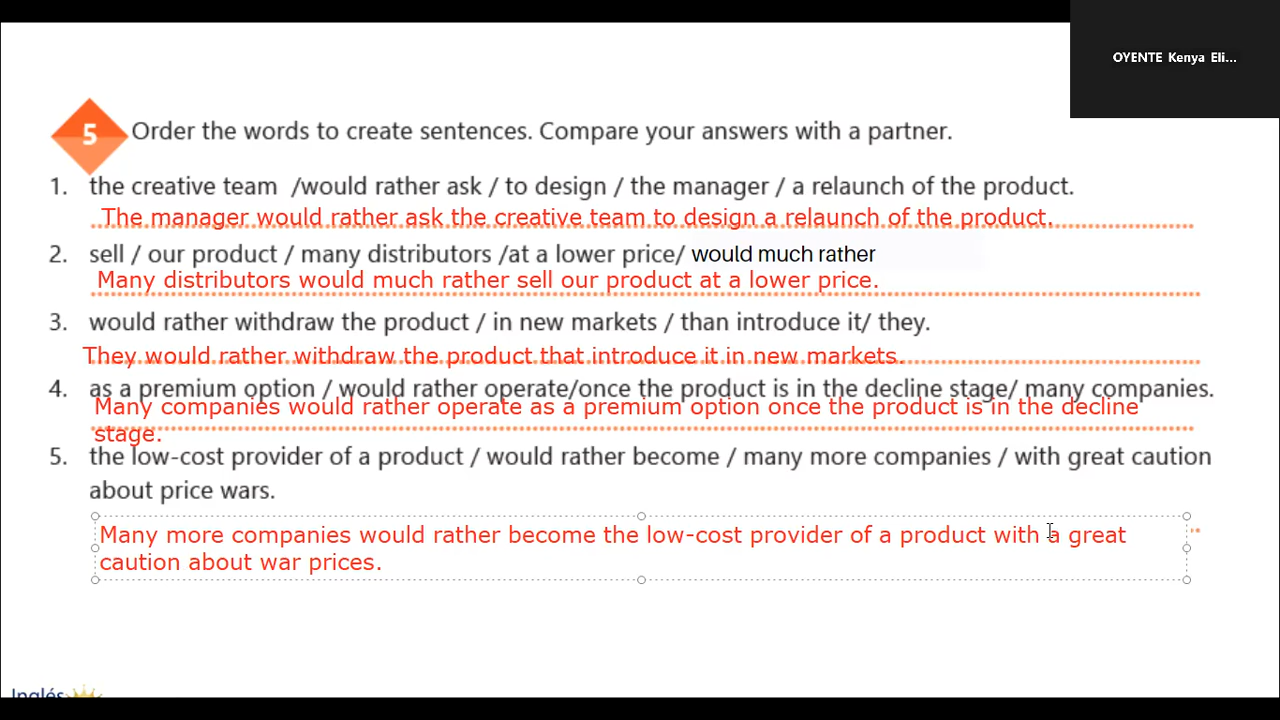 OYENTE Kenya Eli...
5 Order the words to create sentences. Compare your answers with a partner.
1. the creative team /would rather ask / to design / the manager / a relaunch of the product.
The manager would rather ask the creative team to design a relaunch of the product.
2. sell / our product / many distributors /at a lower price/ would much rather
Many distributors would much rather sell our product at a lower price.
3. would rather withdraw the product / in new markets / than introduce it/ they.
They would rather withdraw the product that introduce it in new markets.
4. as a premium option / would rather operate/once the product is in the decline stage/ many companies.
Many companies would rather operate as a premium option once the product is in the decline
stage.
5. the low-cost provider of a product / would rather become / many more companies / with great caution
about price wars.
Many more companies would rather become the low-cost provider of a product with a great
caution about war prices.
Inglés